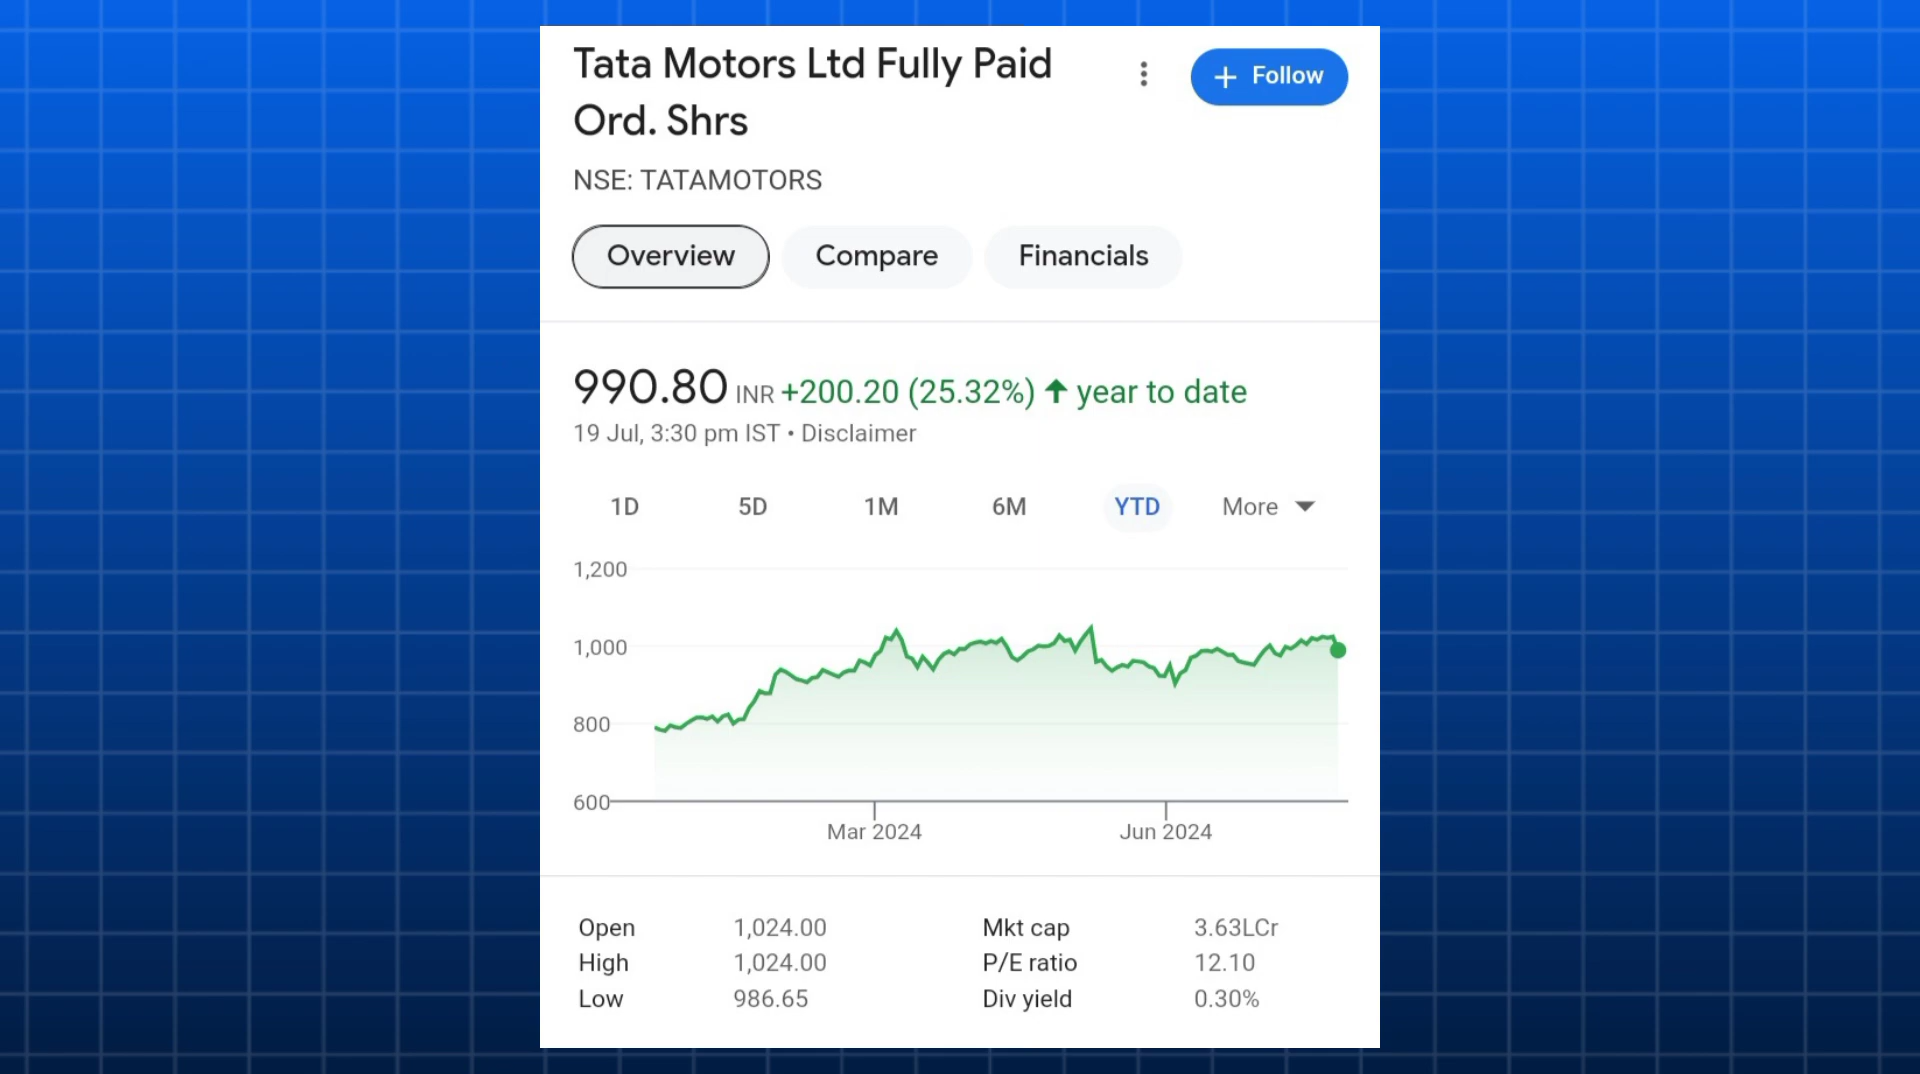 Tata Motors Ltd Fully Paid
Ord. Shrs
+ Follow
NSE: TATAMOTORS
Overview Compare Financials
990.80 INR +200.20 (25.32%) ↑ year to date
19 Jul, 3:30 pm IST • Disclaimer
1D 5D 1M 6M YTD More
1,200
1,000
800
600
Mar 2024 Jun 2024
Open 1,024.00 Mkt cap 3.63LCr
High 1,024.00 P/E ratio 12.10
Low 986.65 Div yield 0.30%